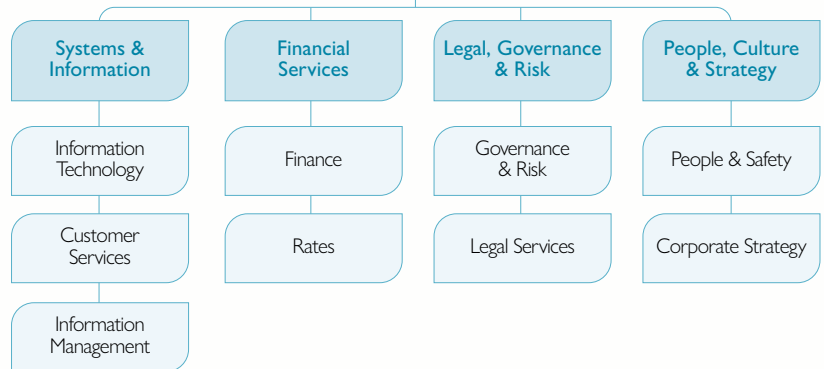 Systems &
Information
Financial
Services
Legal, Governance
& Risk
People, Culture
& Strategy
Information
Technology
Finance
Governance
& Risk
People & Safety
Customer
Services
Rates
Legal Services
Corporate Strategy
Information
Management